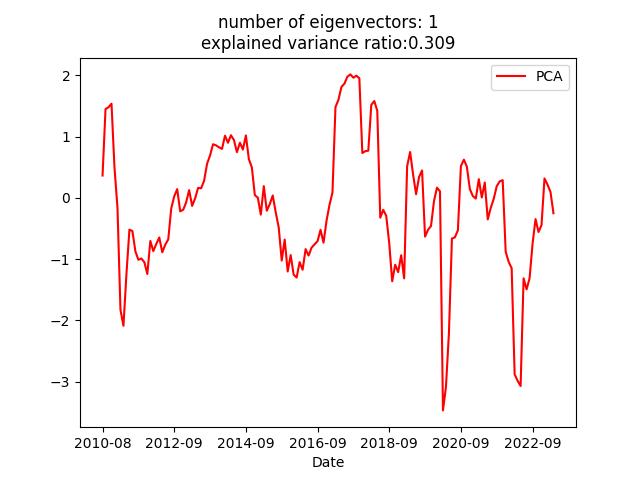 number of eigenvectors: 1
explained variance ratio:0.309
PCA
2
1
0
−1
−2
−3
2010-08 2012-09 2014-09 2016-09 2018-09 2020-09 2022-09
Date